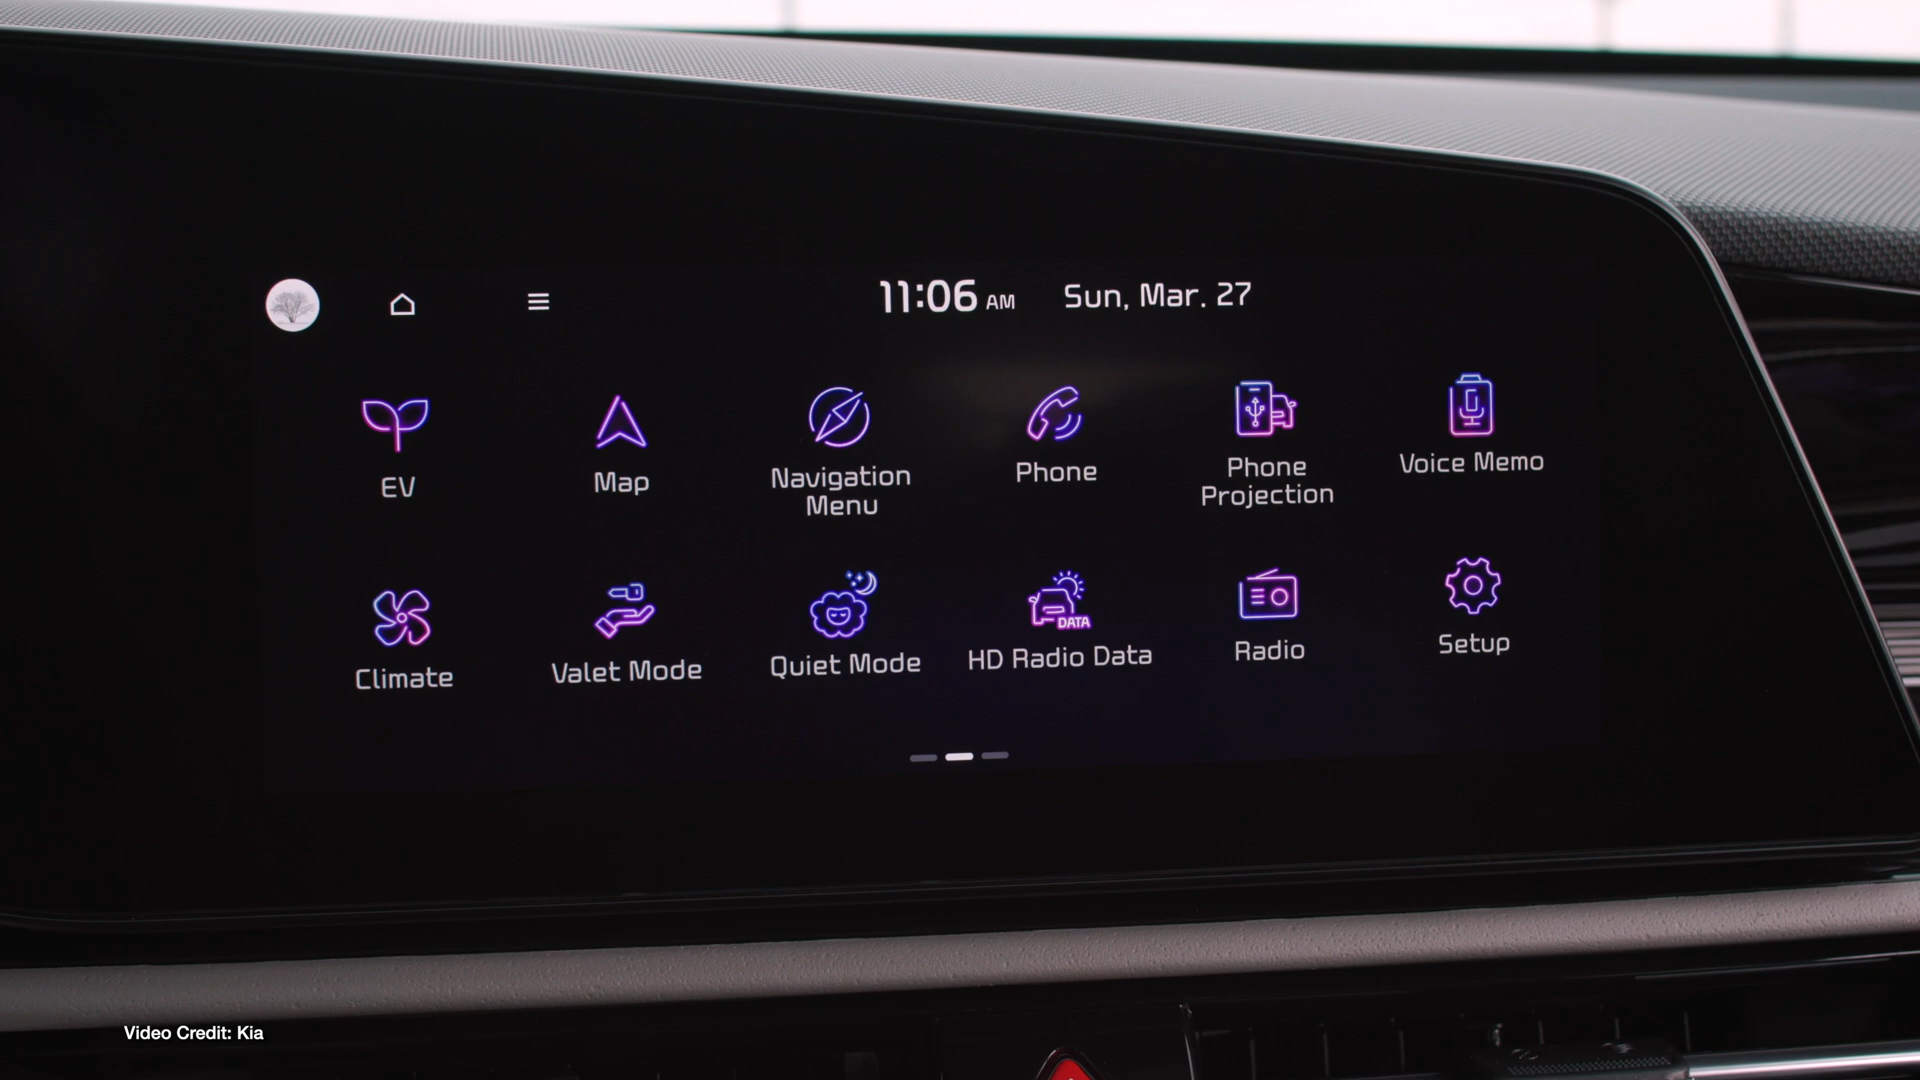 11:06 AM Sun, Mar. 27
EV
Map
Navigation
Menu
Phone
Phone
Projection
Voice Memo
Climate
Valet Mode
Quiet Mode
DATA
HD Radio Data
Radio
Setup
Video Credit: Kia